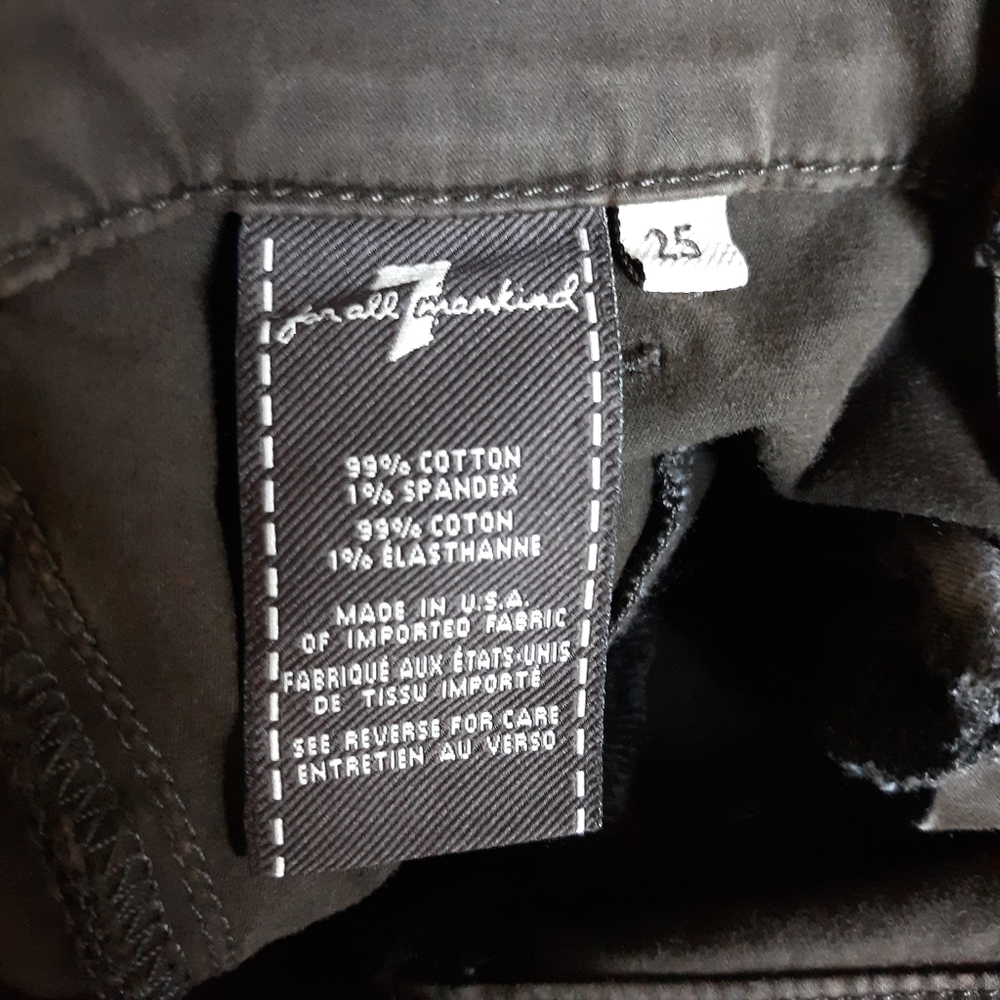 for all 7 mankind
25
99% COTTON
1% SPANDEX
99% COTON
1% ÉLASTHANNE
MADE IN U.S.A.
OF IMPORTED FABRIC
FABRIQUÉ AUX ÉTATS-UNIS
DE TISSU IMPORTÉ
SEE REVERSE FOR CARE
ENTRETIEN AU VERSO